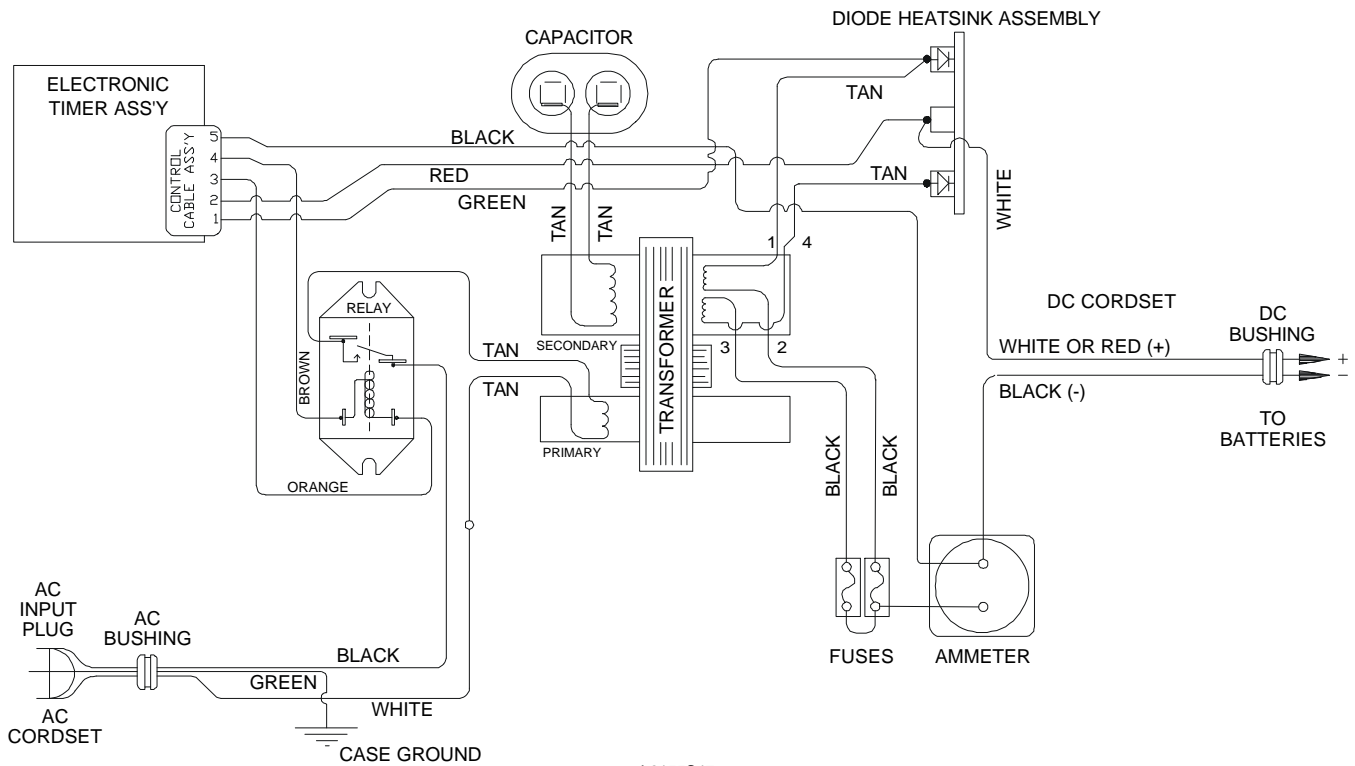 DIODE HEATSINK ASSEMBLY
CAPACITOR
ELECTRONIC
TIMER ASS'Y
CONTROL
CABLE ASS'Y
5
4
3
2
1
BLACK
RED
GREEN
TAN
TAN
TAN
TAN
WHITE
1
4
RELAY
TRANSFORMER
SECONDARY
3
2
DC CORDSET
DC
BUSHING
WHITE OR RED (+)
+
BLACK (-)
–
TO
BATTERIES
BROWN
TAN
TAN
PRIMARY
ORANGE
BLACK
BLACK
FUSES
AMMETER
AC
INPUT
PLUG
AC
BUSHING
BLACK
GREEN
WHITE
AC
CORDSET
CASE GROUND